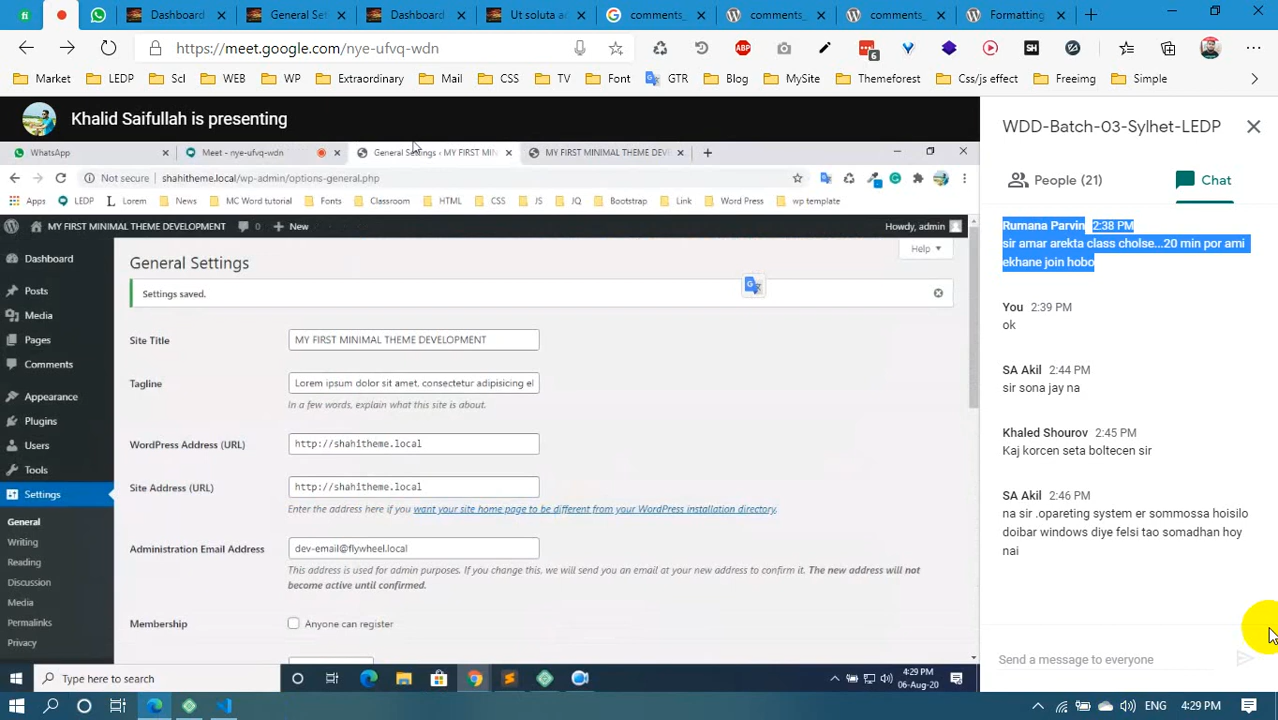 Dashboard
General Set
Dashboard
Ut soluta ac
comments_
comments_
comments_
Formatting
https://meet.google.com/nye-ufvq-wdn
ABP
6
SH
Market
LEDP
Scl
WEB
WP
Extraordinary
Mail
CSS
TV
Font
GTR
Blog
MySite
Themeforest
Css/js effect
Freeimg
Simple
Khalid Saifullah is presenting
WhatsApp
Meet - nye-ufvq-wdn
General Settings ‹ MY FIRST MIN
MY FIRST MINIMAL THEME DEVEL
Not secure
shahitheme.local/wp-admin/options-general.php
Apps
LEDP
Lorem
News
MC Word tutorial
Fonts
Classroom
HTML
CSS
JS
JQ
Bootstrap
Link
Word Press
wp template
MY FIRST MINIMAL THEME DEVELOPMENT
0
New
Howdy, admin
Dashboard
Posts
Media
Pages
Comments
Appearance
Plugins
Users
Tools
Settings
General
Writing
Reading
Discussion
Media
Permalinks
Privacy
General Settings
Help
Settings saved.
Site Title
MY FIRST MINIMAL THEME DEVELOPMENT
Tagline
Lorem ipsum dolor sit amet, consectetur adipisicing el
In a few words, explain what this site is about.
WordPress Address (URL)
http://shahitheme.local
Site Address (URL)
http://shahitheme.local
Enter the address here if you want your site home page to be different from your WordPress installation directory.
Administration Email Address
dev-email@flywheel.local
This address is used for admin purposes. If you change this, we will send you an email at your new address to confirm it. The new address will not
become active until confirmed.
Membership
Anyone can register
Type here to search
4:29 PM
06-Aug-20
WDD-Batch-03-Sylhet-LEDP
People (21)
Chat
Rumana Parvin 2:38 PM
sir amar arekta class cholse...20 min por ami
ekhane join hobo
You 2:39 PM
ok
SA Akil 2:44 PM
sir sona jay na
Khaled Shourov 2:45 PM
Kaj korcen seta boltecen sir
SA Akil 2:46 PM
na sir .opareting system er sommossa hoisilo
doibar windows diye felsi tao somadhan hoy
nai
Send a message to everyone
ENG
4:29 PM